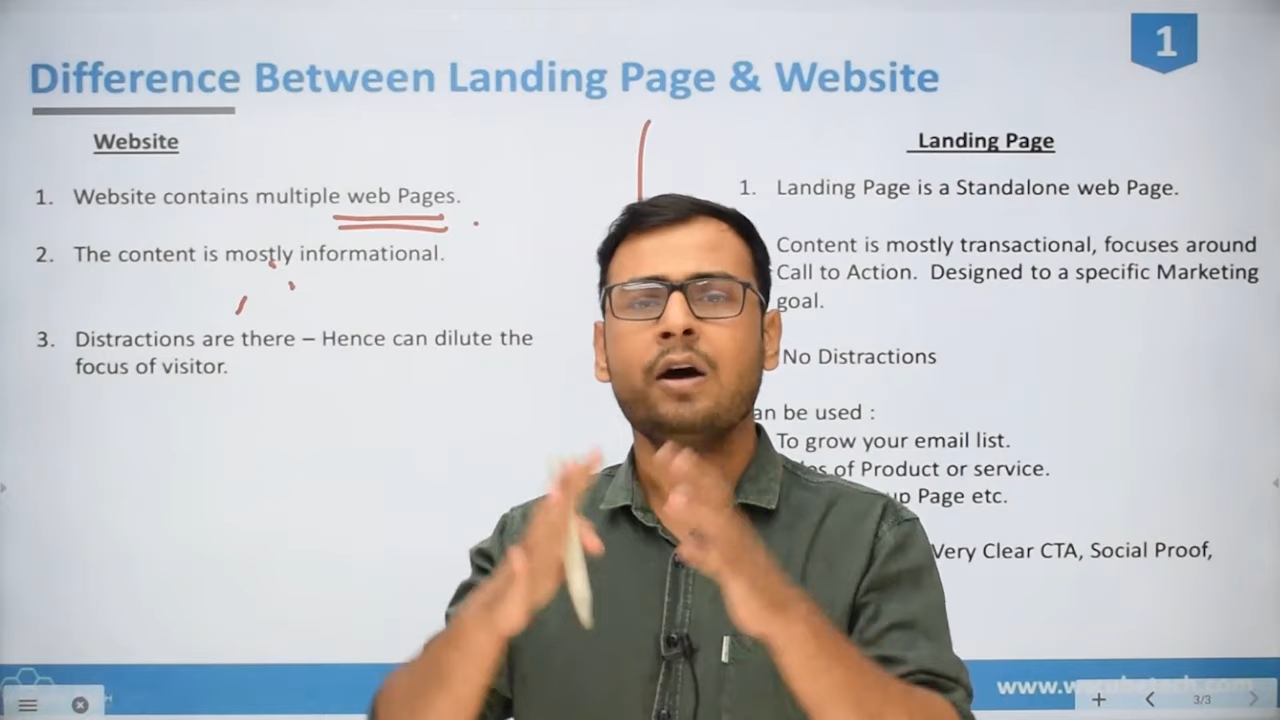 1
Difference Between Landing Page & Website
Website
1. Website contains multiple web Pages.
2. The content is mostly informational.
3. Distractions are there – Hence can dilute the
focus of visitor.
Landing Page
1. Landing Page is a Standalone web Page.
Content is mostly transactional, focuses around
Call to Action. Designed to a specific Marketing
goal.
No Distractions
be used :
To grow your email list.
of Product or service.
Page etc.
Very Clear CTA, Social Proof,
3/3